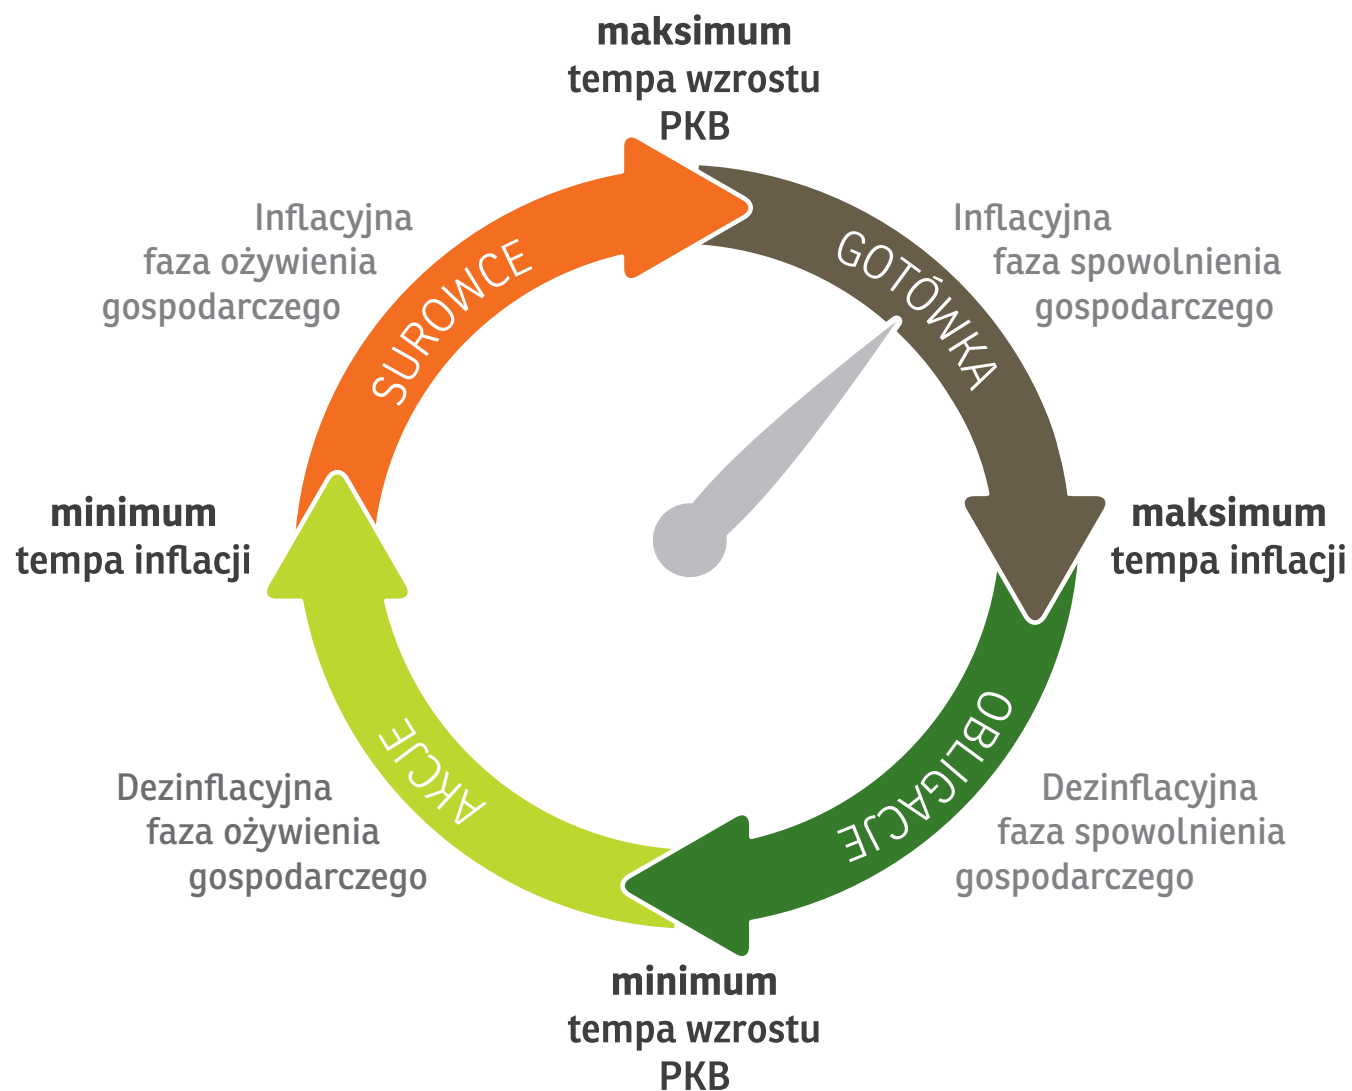 maksimum
tempa wzrostu
PKB
Inflacyjna
faza ożywienia
gospodarczego
SUROWCE
GOTÓWKA
Inflacyjna
faza spowolnienia
gospodarczego
minimum
tempa inflacji
maksimum
tempa inflacji
Dezinflacyjna
faza ożywienia
gospodarczego
AKCJE
OBLIGACJE
Dezinflacyjna
faza spowolnienia
gospodarczego
minimum
tempa wzrostu
PKB